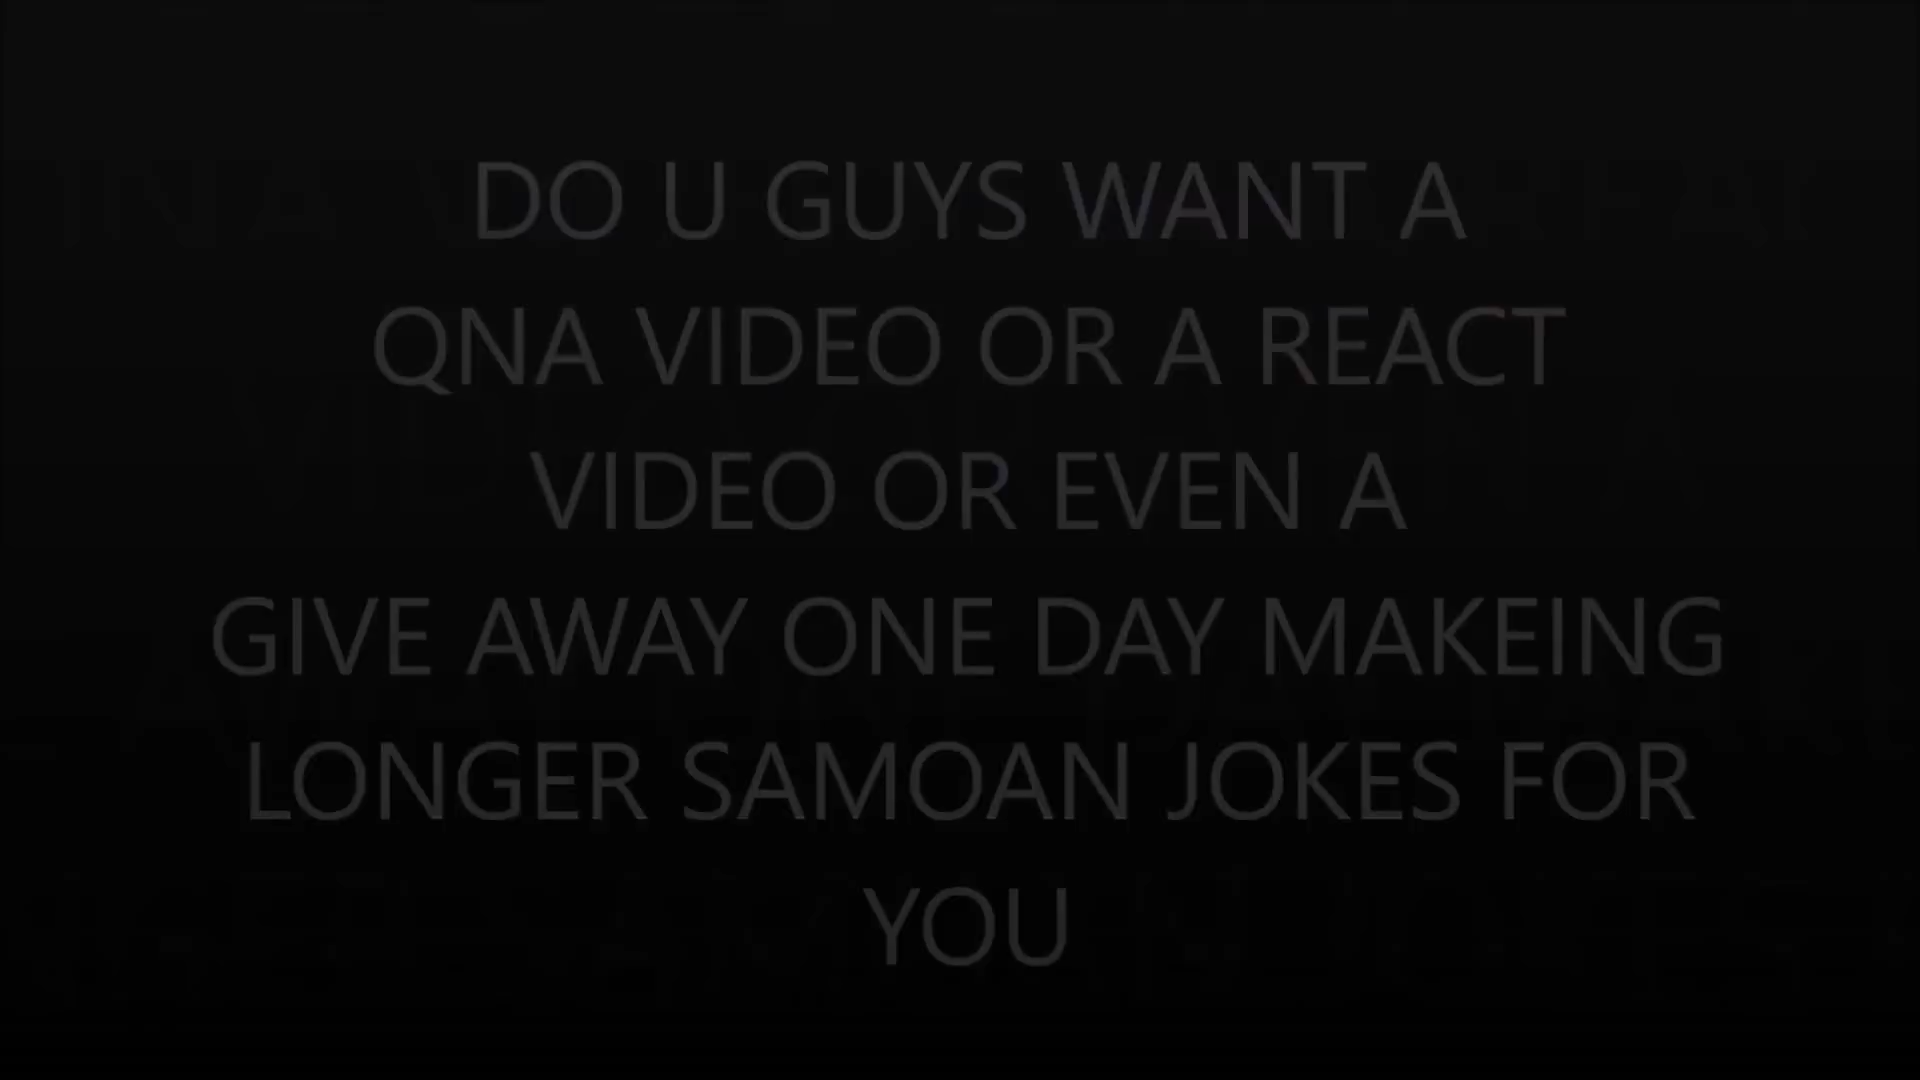 DO U GUYS WANT A
QNA VIDEO OR A REACT
VIDEO OR EVEN A
GIVE AWAY ONE DAY MAKEING
LONGER SAMOAN JOKES FOR
YOU